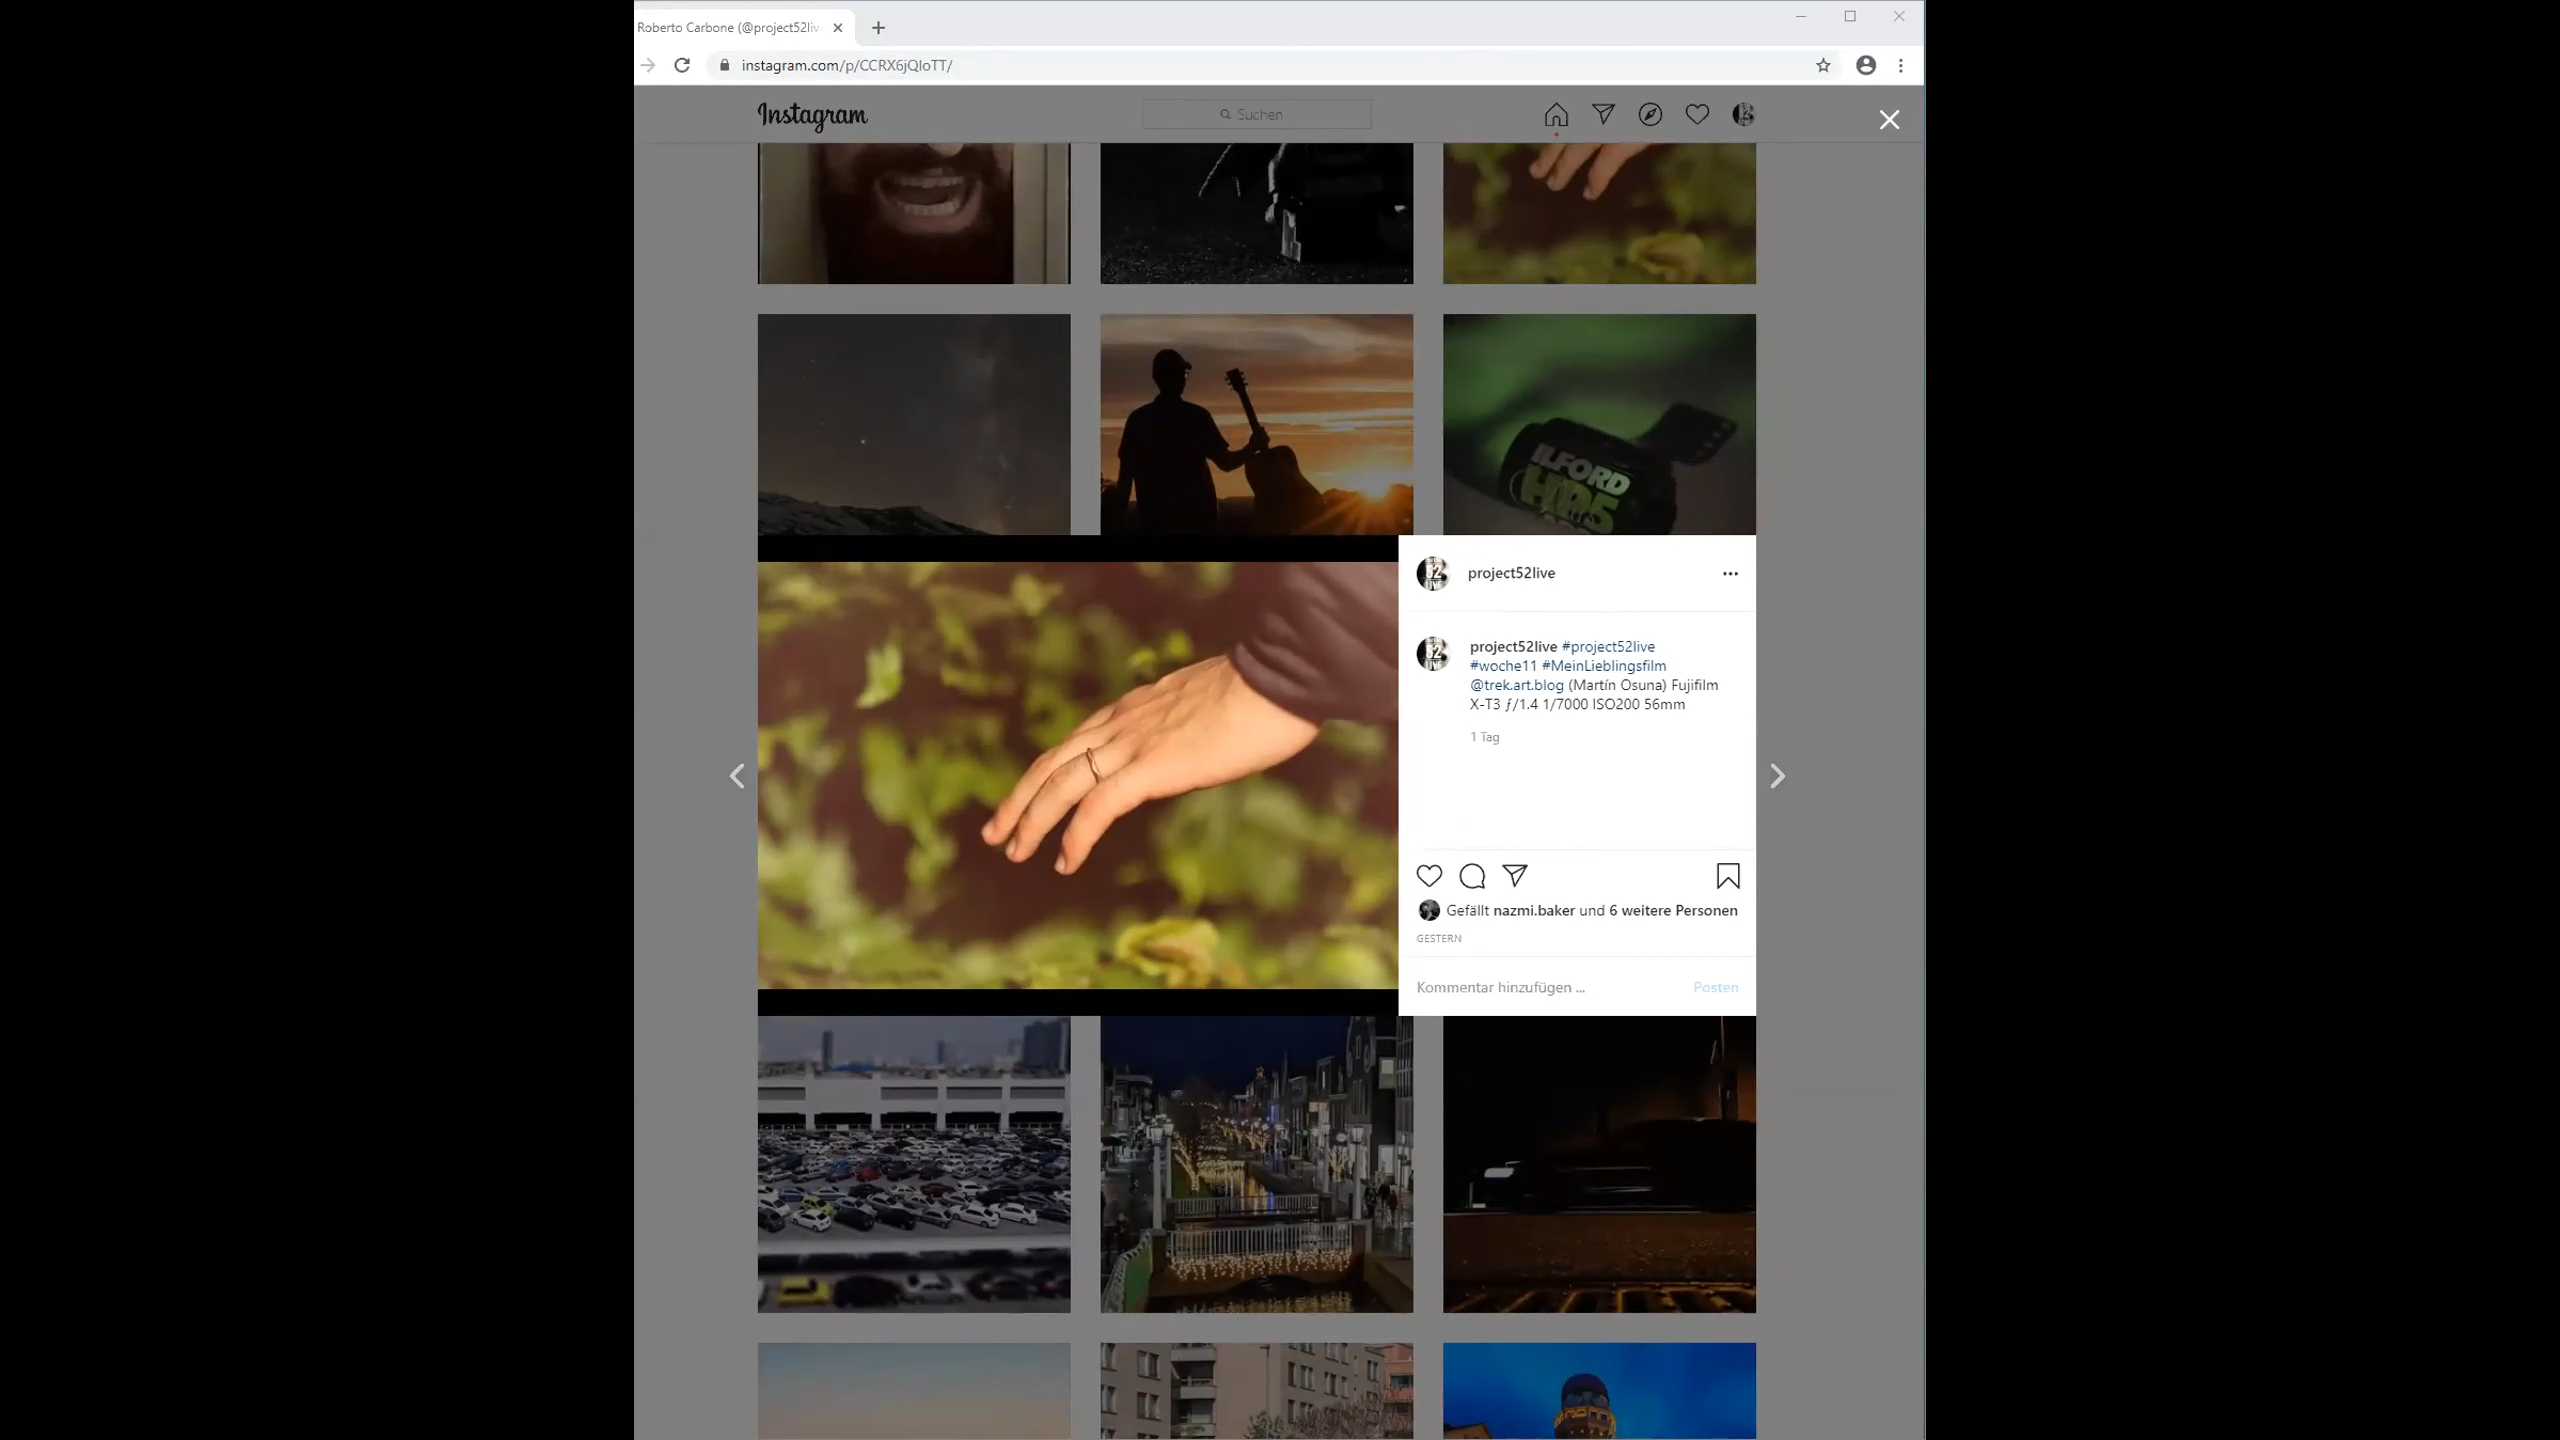 Roberto Carbone (@project52liv
instagram.com/p/CCRX6jQIoTT/
Instagram
Suchen
ILFORD
HP5
project52live
project52live #project52live
#woche11 #MeinLieblingsfilm
@trek.art.blog (Martín Osuna) Fujifilm
X-T3 ƒ/1.4 1/7000 ISO200 56mm
1 Tag
Gefällt nazmi.baker und 6 weitere Personen
GESTERN
Kommentar hinzufügen ...
Posten